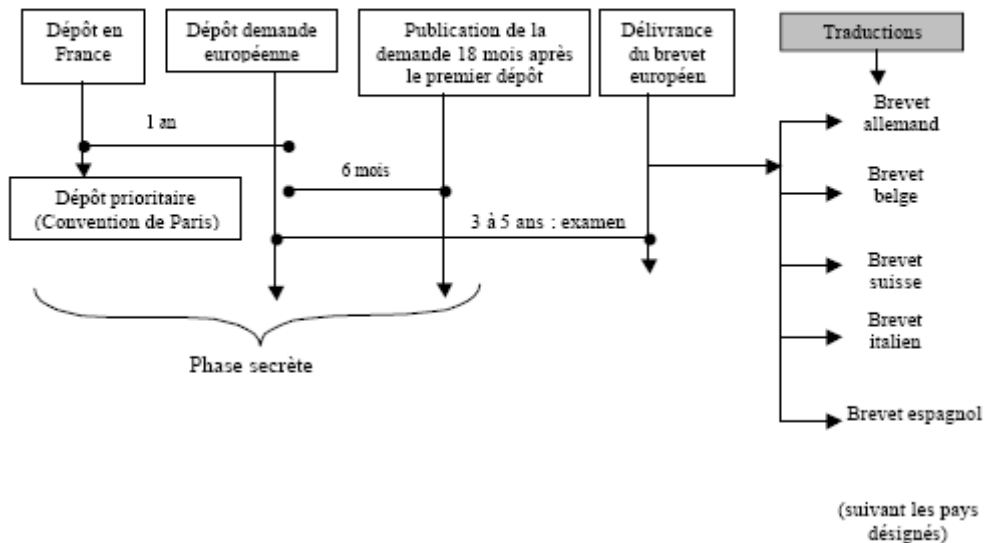 Dépôt en
France
Dépôt demande
européenne
Publication de la
demande 18 mois après
le premier dépôt
Délivrance
du brevet
européen
Traductions
1 an
Dépôt prioritaire
(Convention de Paris)
6 mois
3 à 5 ans : examen
Phase secrète
Brevet
allemand
Brevet
belge
Brevet
suisse
Brevet
italien
Brevet espagnol
(suivant les pays
désignés)